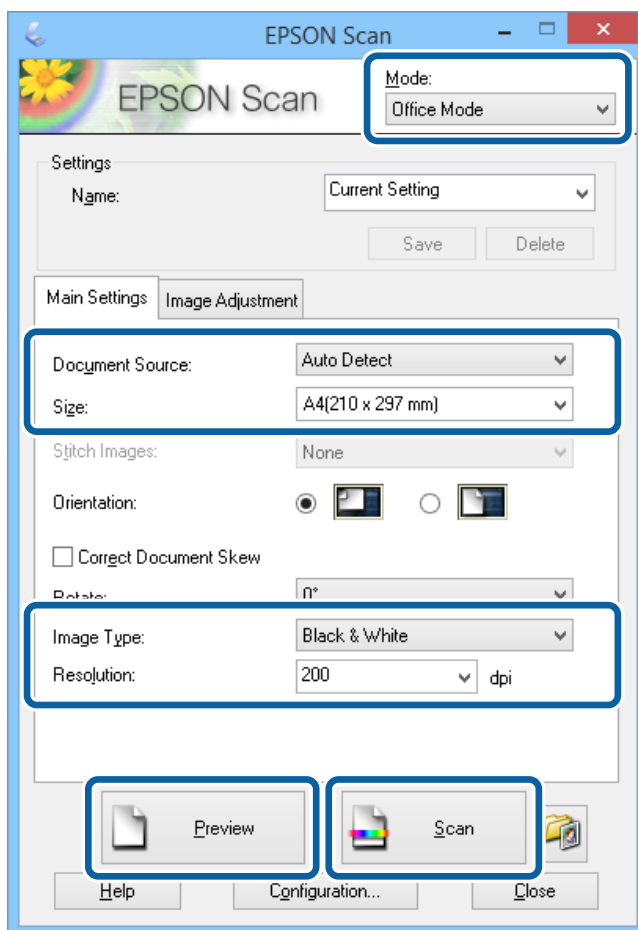 EPSON Scan
EPSON Scan
Mode:
Office Mode
Settings
Name:
Current Setting
Save Delete
Main Settings Image Adjustment
Document Source: Auto Detect
Size: A4(210 x 297 mm)
Stitch Images: None
Orientation:
Correct Document Skew
Rotate: 0°
Image Type: Black & White
Resolution: 200 dpi
Preview Scan
Help Configuration... Close